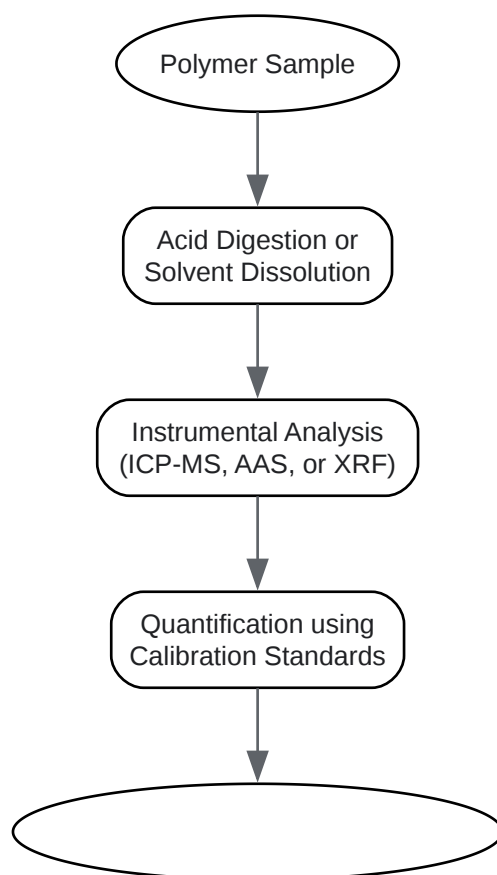 Polymer Sample
Acid Digestion or
Solvent Dissolution
Instrumental Analysis
(ICP-MS, AAS, or XRF)
Quantification using
Calibration Standards